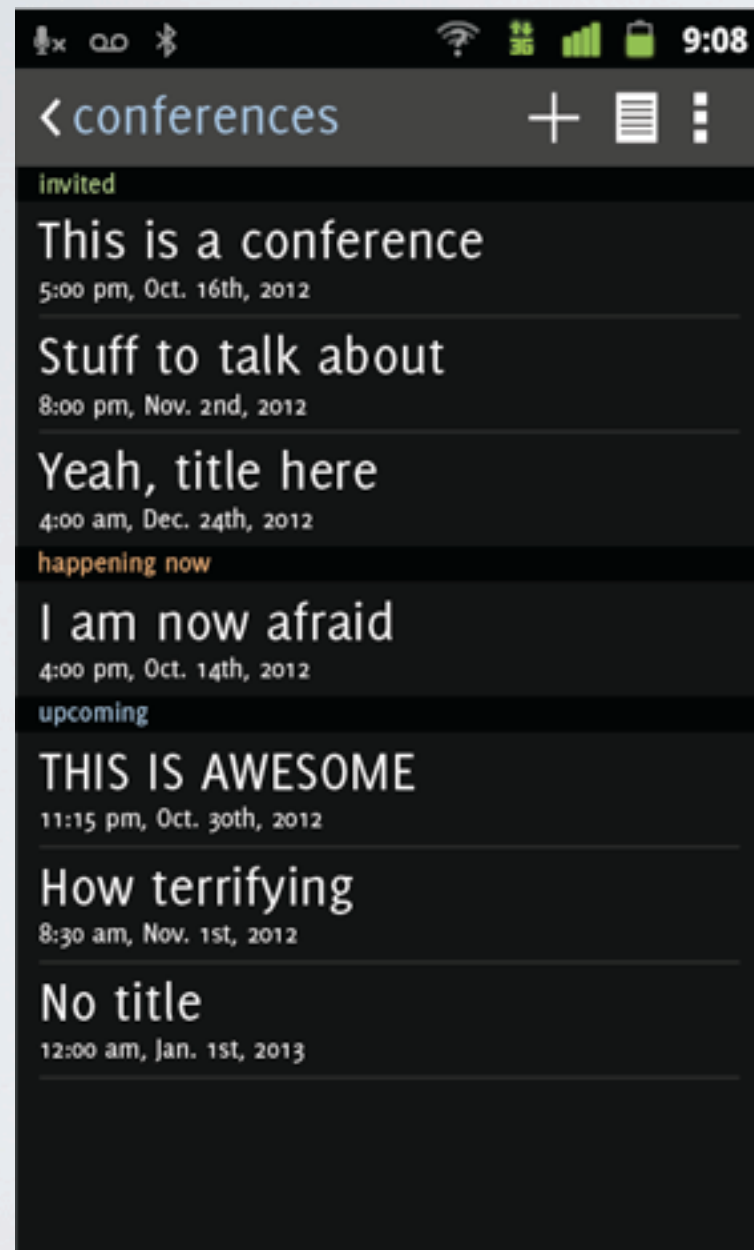 3G 9:08
conferences
invited
This is a conference
5:00 pm, Oct. 16th, 2012
Stuff to talk about
8:00 pm, Nov. 2nd, 2012
Yeah, title here
4:00 am, Dec. 24th, 2012
happening now
I am now afraid
4:00 pm, Oct. 14th, 2012
upcoming
THIS IS AWESOME
11:15 pm, Oct. 30th, 2012
How terrifying
8:30 am, Nov. 1st, 2012
No title
12:00 am, Jan. 1st, 2013